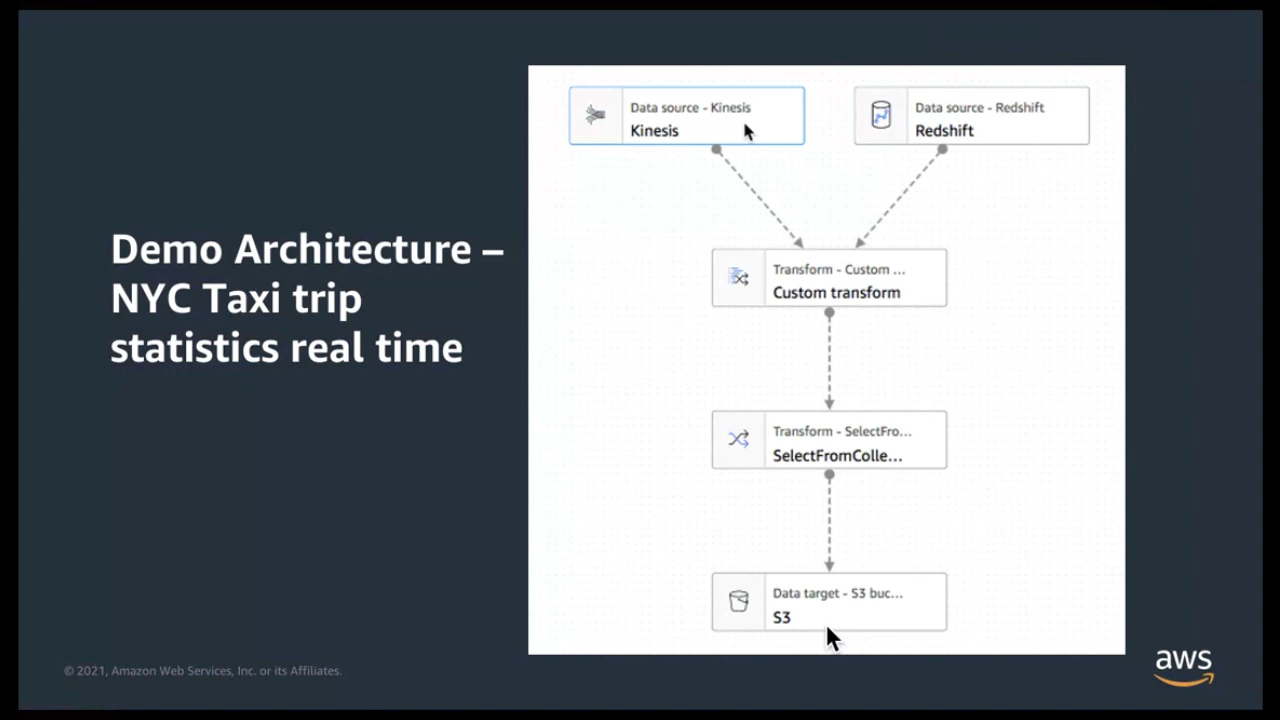 Demo Architecture –
NYC Taxi trip
statistics real time
Data source - Kinesis
Kinesis
Data source - Redshift
Redshift
Transform - Custom ...
Custom transform
Transform - SelectFro...
SelectFromColle...
Data target - S3 buc...
S3
© 2021, Amazon Web Services, Inc. or its Affiliates.
aws